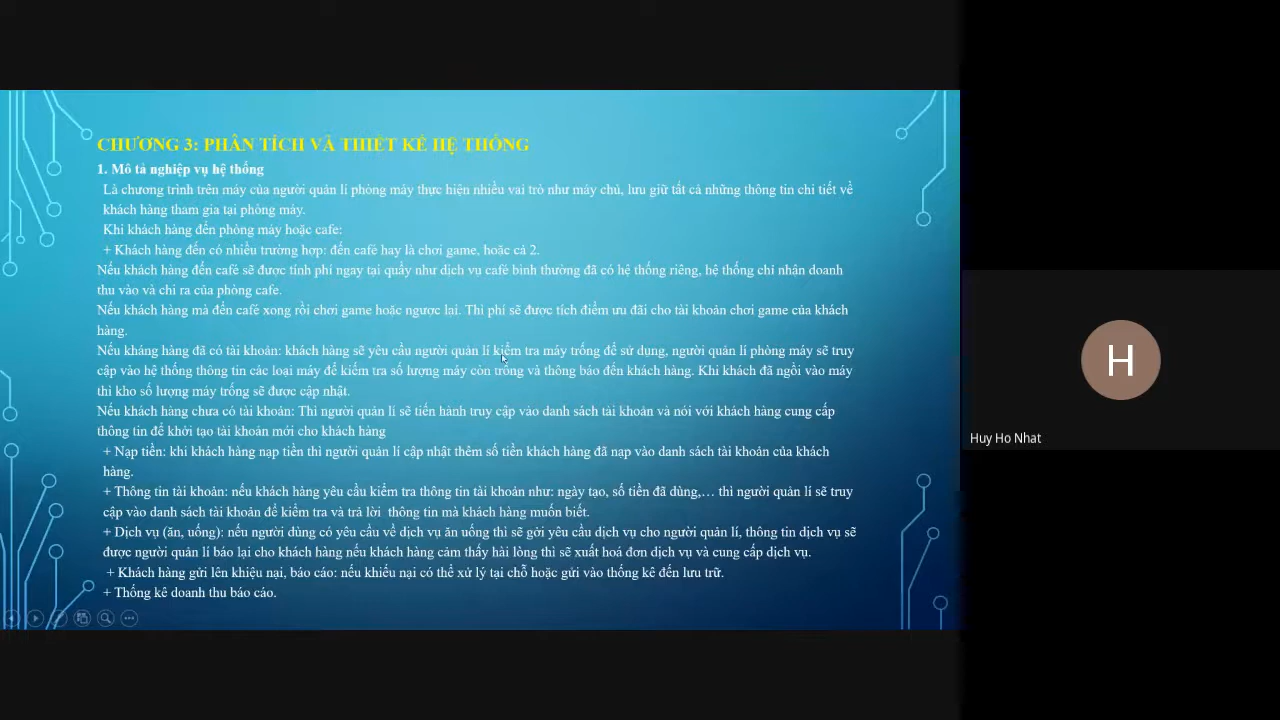 CHƯƠNG 3: PHÂN TÍCH VÀ THIẾT KẾ HỆ THỐNG
1. Mô tả nghiệp vụ hệ thống
Là chương trình trên máy của người quản lí phòng máy thực hiện nhiều vai trò như máy chủ, lưu giữ tất cả những thông tin chi tiết về
khách hàng tham gia tại phòng máy.
Khi khách hàng đến phòng máy hoặc cafe:
+ Khách hàng đến có nhiều trường hợp: đến café hay là chơi game, hoặc cả 2.
Nếu khách hàng đến café sẽ được tính phí ngay tại quầy như dịch vụ café bình thường đã có hệ thống riêng, hệ thống chỉ nhận doanh
thu vào và chi ra của phòng cafe.
Nếu khách hàng mà đến café xong rồi chơi game hoặc ngược lại. Thì phí sẽ được tích điểm ưu đãi cho tài khoản chơi game của khách
hàng.
Nếu kháng hàng đã có tài khoản: khách hàng sẽ yêu cầu người quản lí kiểm tra máy trống để sử dụng, người quản lí phòng máy sẽ truy
cập vào hệ thống thông tin các loại máy để kiểm tra số lượng máy còn trống và thông báo đến khách hàng. Khi khách đã ngồi vào máy
thì kho số lượng máy trống sẽ được cập nhật.
Nếu khách hàng chưa có tài khoản: Thì người quản lí sẽ tiến hành truy cập vào danh sách tài khoản và nói với khách hàng cung cấp
thông tin để khởi tạo tài khoản mới cho khách hàng
+ Nạp tiền: khi khách hàng nạp tiền thì người quản lí cập nhật thêm số tiền khách hàng đã nạp vào danh sách tài khoản của khách
hàng.
+ Thông tin tài khoản: nếu khách hàng yêu cầu kiểm tra thông tin tài khoản như: ngày tạo, số tiền đã dùng,… thì người quản lí sẽ truy
cập vào danh sách tài khoản để kiểm tra và trả lời thông tin mà khách hàng muốn biết.
+ Dịch vụ (ăn, uống): nếu người dùng có yêu cầu về dịch vụ ăn uống thì sẽ gởi yêu cầu dịch vụ cho người quản lí, thông tin dịch vụ sẽ
được người quản lí báo lại cho khách hàng nếu khách hàng cảm thấy hài lòng thì sẽ xuất hoá đơn dịch vụ và cung cấp dịch vụ.
+ Khách hàng gửi lên khiệu nại, báo cáo: nếu khiếu nại có thể xử lý tại chỗ hoặc gửi vào thống kê đến lưu trữ.
+ Thống kê doanh thu báo cáo.
H
Huy Ho Nhat